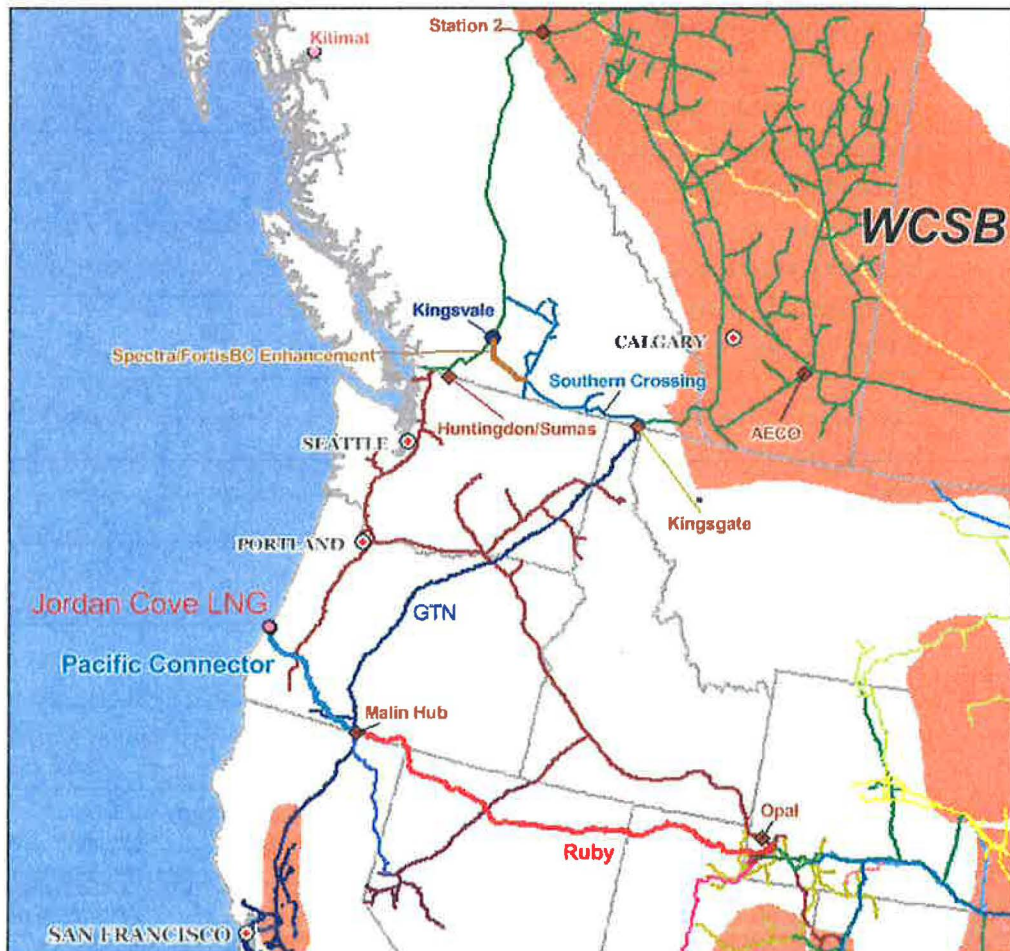 Station 2
Kitimat
WCSB
Kingsvale
CALGARY
Spectra/FortisBC Enhancement
Southern Crossing
AECO
Huntingdon/Sumas
SEATTLE
Kingsgate
PORTLAND
Jordan Cove LNG
GTN
Pacific Connector
Malin Hub
Opal
Ruby
SAN FRANCISCO